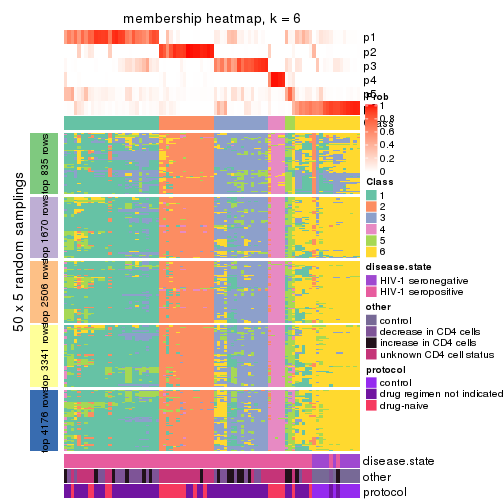 membership heatmap, k = 6
p1
p2
p3
p4
p5
Prob
1
0.8
0.6
0.4
0.2
0
Class
1
2
3
4
5
6
disease.state
HIV-1 seronegative
HIV-1 seropositive
other
control
decrease in CD4 cells
increase in CD4 cells
unknown CD4 cell status
protocol
control
drug regimen not indicated
drug-naive
50 x 5 random samplings
top 835 rows
top 1670 rows
top 2506 rows
top 3341 rows
top 4176 rows
disease.state
other
protocol